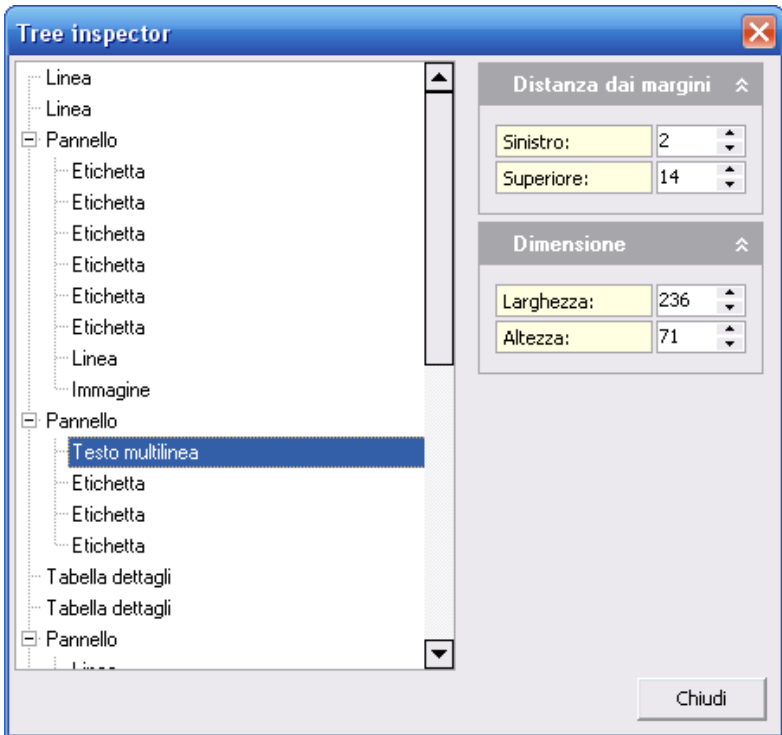 Tree inspector
Linea
Linea
Pannello
Etichetta
Etichetta
Etichetta
Etichetta
Etichetta
Etichetta
Linea
Immagine
Pannello
Testo multilinea
Etichetta
Etichetta
Etichetta
Tabella dettagli
Tabella dettagli
Pannello
Linea
Distanza dai margini
Sinistro: 2
Superiore: 14
Dimensione
Larghezza: 236
Altezza: 71
Chiudi